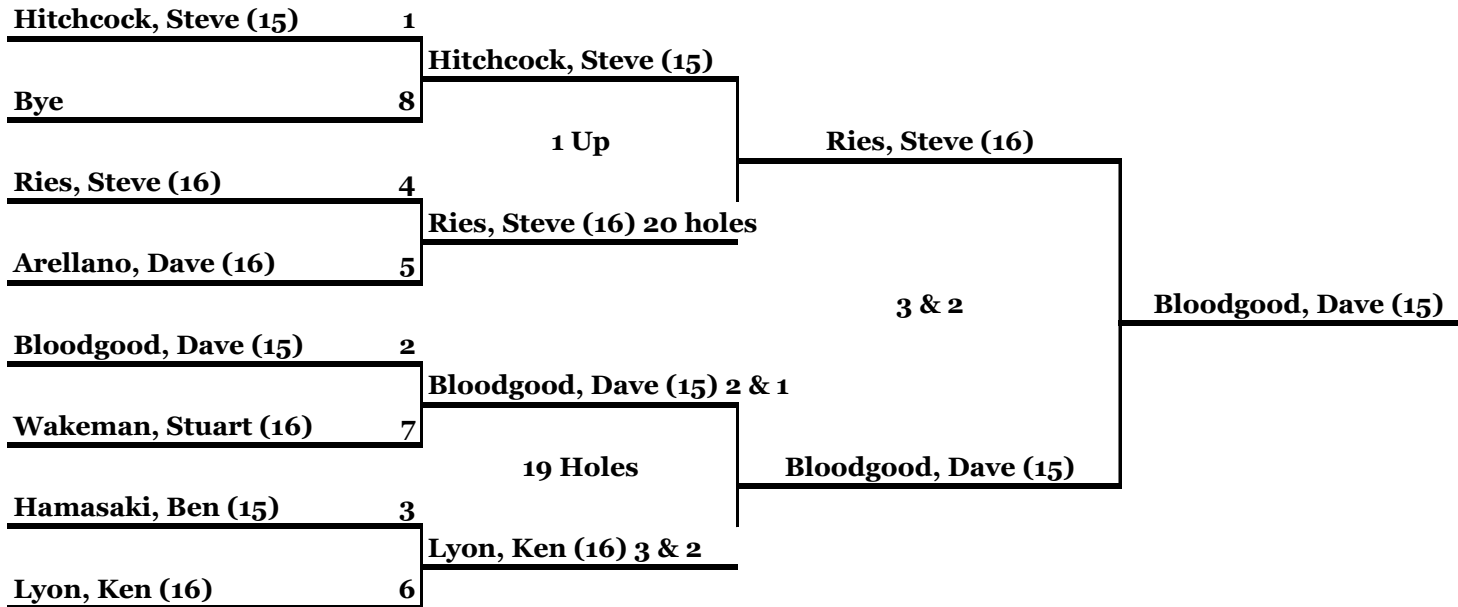 Hitchcock, Steve (15) 1
Hitchcock, Steve (15)
Bye 8
1 Up
Ries, Steve (16)
Ries, Steve (16) 4
Ries, Steve (16) 20 holes
Arellano, Dave (16) 5
3 & 2
Bloodgood, Dave (15)
Bloodgood, Dave (15) 2
Bloodgood, Dave (15) 2 & 1
Wakeman, Stuart (16) 7
19 Holes
Bloodgood, Dave (15)
Hamasaki, Ben (15) 3
Lyon, Ken (16) 3 & 2
Lyon, Ken (16) 6